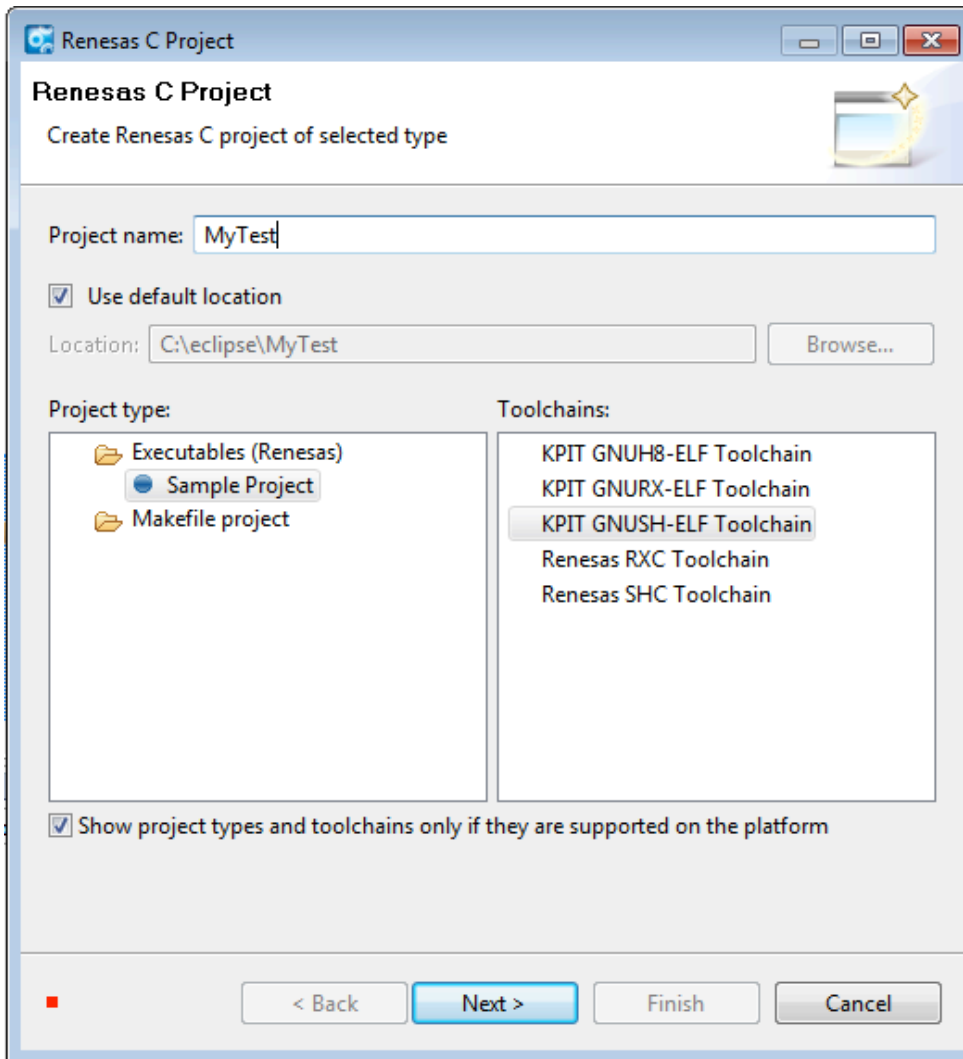 Renesas C Project
Renesas C Project
Create Renesas C project of selected type
Project name: MyTest
Use default location
Location: C:\eclipse\MyTest Browse...
Project type:
Executables (Renesas)
Sample Project
Makefile project
Toolchains:
KPIT GNUH8-ELF Toolchain
KPIT GNURX-ELF Toolchain
KPIT GNUSH-ELF Toolchain
Renesas RXC Toolchain
Renesas SHC Toolchain
Show project types and toolchains only if they are supported on the platform
< Back Next > Finish Cancel